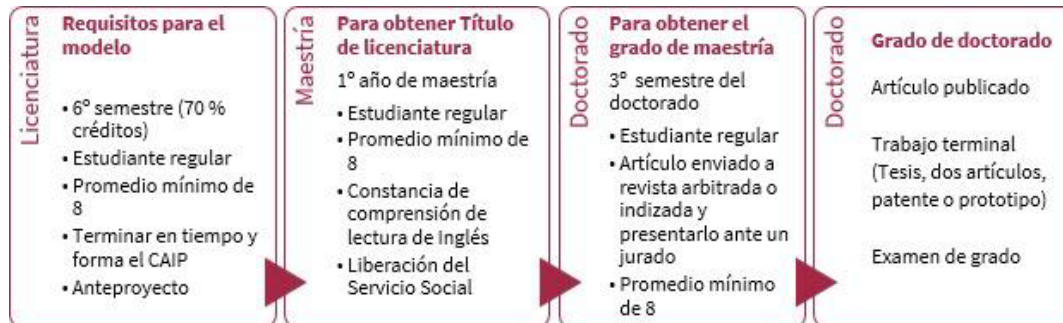 Licenciatura
Requisitos para el
modelo
• 6º semestre (70 %
créditos)
• Estudiante regular
• Promedio mínimo de
8
• Terminar en tiempo y
forma el CAIP
• Anteproyecto
Maestría
Para obtener Título
de licenciatura
1º año de maestría
• Estudiante regular
• Promedio mínimo de
8
• Constancia de
comprensión de
lectura de Inglés
• Liberación del
Servicio Social
Doctorado
Para obtener el
grado de maestría
3º semestre del
doctorado
• Estudiante regular
• Artículo enviado a
revista arbitrada o
indizada y
presentarlo ante un
jurado
• Promedio mínimo
de 8
Doctorado
Grado de doctorado
Artículo publicado
Trabajo terminal
(Tesis, dos artículos,
patente o prototipo)
Examen de grado